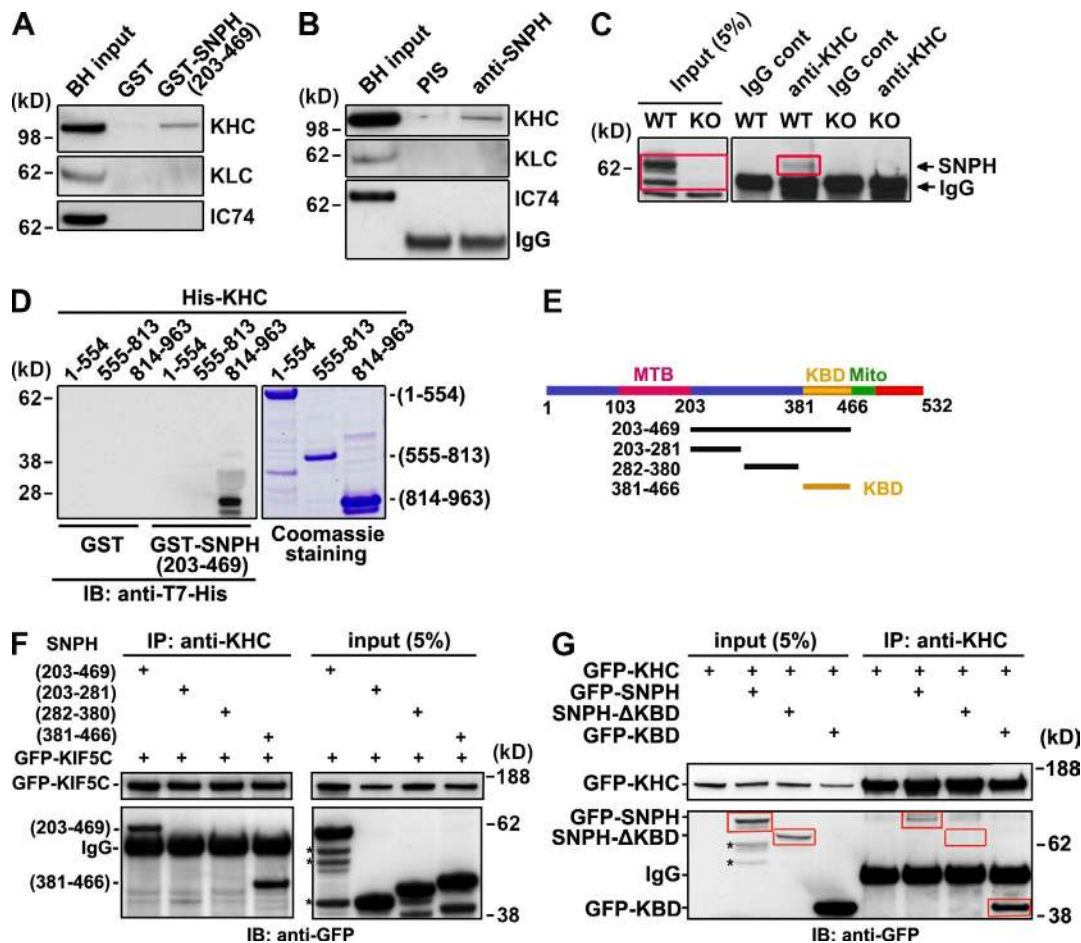 A
BH input
GST
GST-SNPH
(203-469)
(kD)
98
KHC
62
KLC
62
IC74
B
BH input
PIS
anti-SNPH
(kD)
98
KHC
62
KLC
62
IC74
IgG
C
Input (5%)
IgG cont
anti-KHC
IgG cont
anti-KHC
WT KO WT WT KO KO
(kD)
62
SNPH
IgG
D
His-KHC
1-554
555-813
814-963
1-554
555-813
814-963
1-554
555-813
814-963
(kD)
62
38
28
-(1-554)
-(555-813)
-(814-963)
GST
GST-SNPH
(203-469)
Coomassie
staining
IB: anti-T7-His
E
MTB KBD Mito
1 103 203 381 466 532
203-469
203-281
282-380
381-466 KBD
F
SNPH IP: anti-KHC input (5%)
(203-469) + +
(203-281) + +
(282-380) + +
(381-466) + +
GFP-KIF5C + + + + + + + + (kD)
GFP-KIF5C- -188
(203-469)- -62
IgG-
*
*
(381-466)-
*
-38
IB: anti-GFP
G
input (5%) IP: anti-KHC
GFP-KHC + + + + + + + +
GFP-SNPH + +
SNPH-ΔKBD + +
GFP-KBD + + (kD)
-188
GFP-KHC-
GFP-SNPH-
SNPH-ΔKBD-
*
-62
*
IgG-
GFP-KBD-
-38
IB: anti-GFP